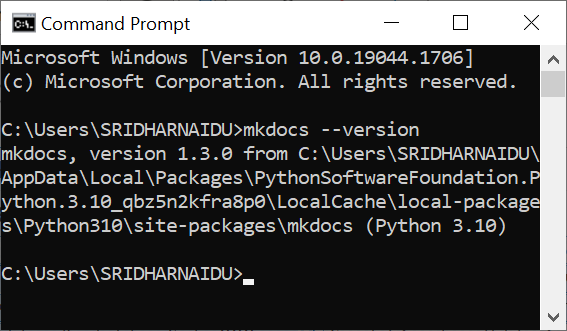 Command Prompt
Microsoft Windows [Version 10.0.19044.1706]
(c) Microsoft Corporation. All rights reserved.
C:\Users\SRIDHARNAIDU>mkdocs --version
mkdocs, version 1.3.0 from C:\Users\SRIDHARNAIDU\
AppData\Local\Packages\PythonSoftwareFoundation.P
ython.3.10_qbz5n2kfra8p0\LocalCache\local-package
s\Python310\site-packages\mkdocs (Python 3.10)
C:\Users\SRIDHARNAIDU>